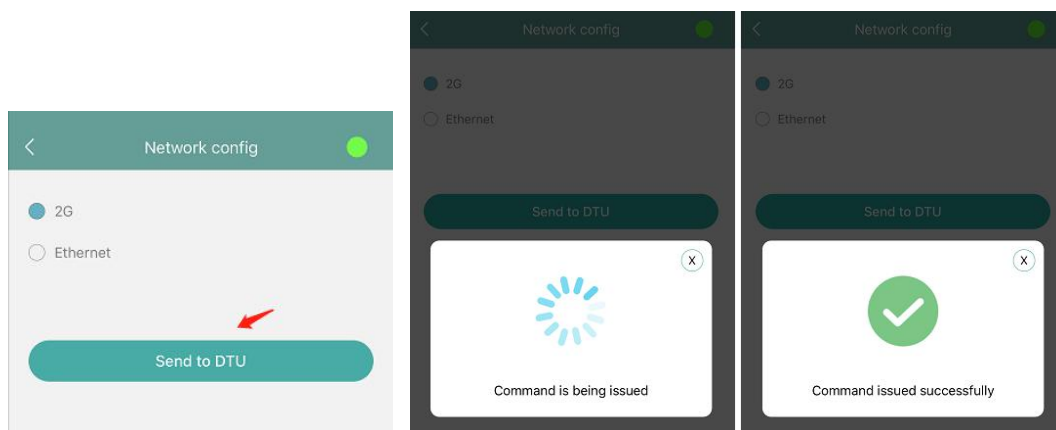 Network config
2G
Ethernet
Send to DTU
Network config
2G
Ethernet
Send to DTU
X
Command is being issued
Network config
2G
Ethernet
Send to DTU
X
Command issued successfully